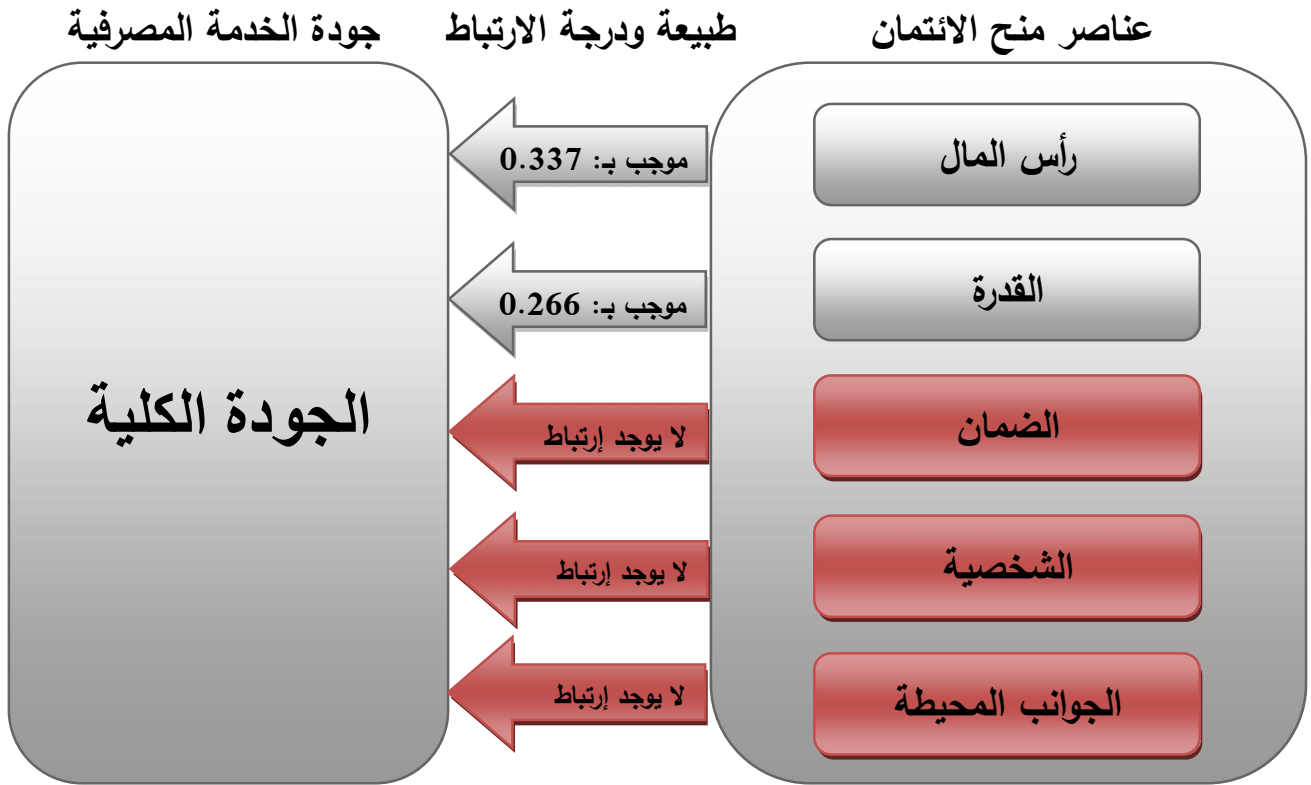 عناصر منح الائتمان
طبيعة ودرجة الارتباط
جودة الخدمة المصرفية
رأس المال
موجب بـ: 0.337
القدرة
موجب بـ: 0.266
الضمان
لا يوجد إرتباط
الجودة الكلية
الشخصية
لا يوجد إرتباط
الجوانب المحيطة
لا يوجد إرتباط